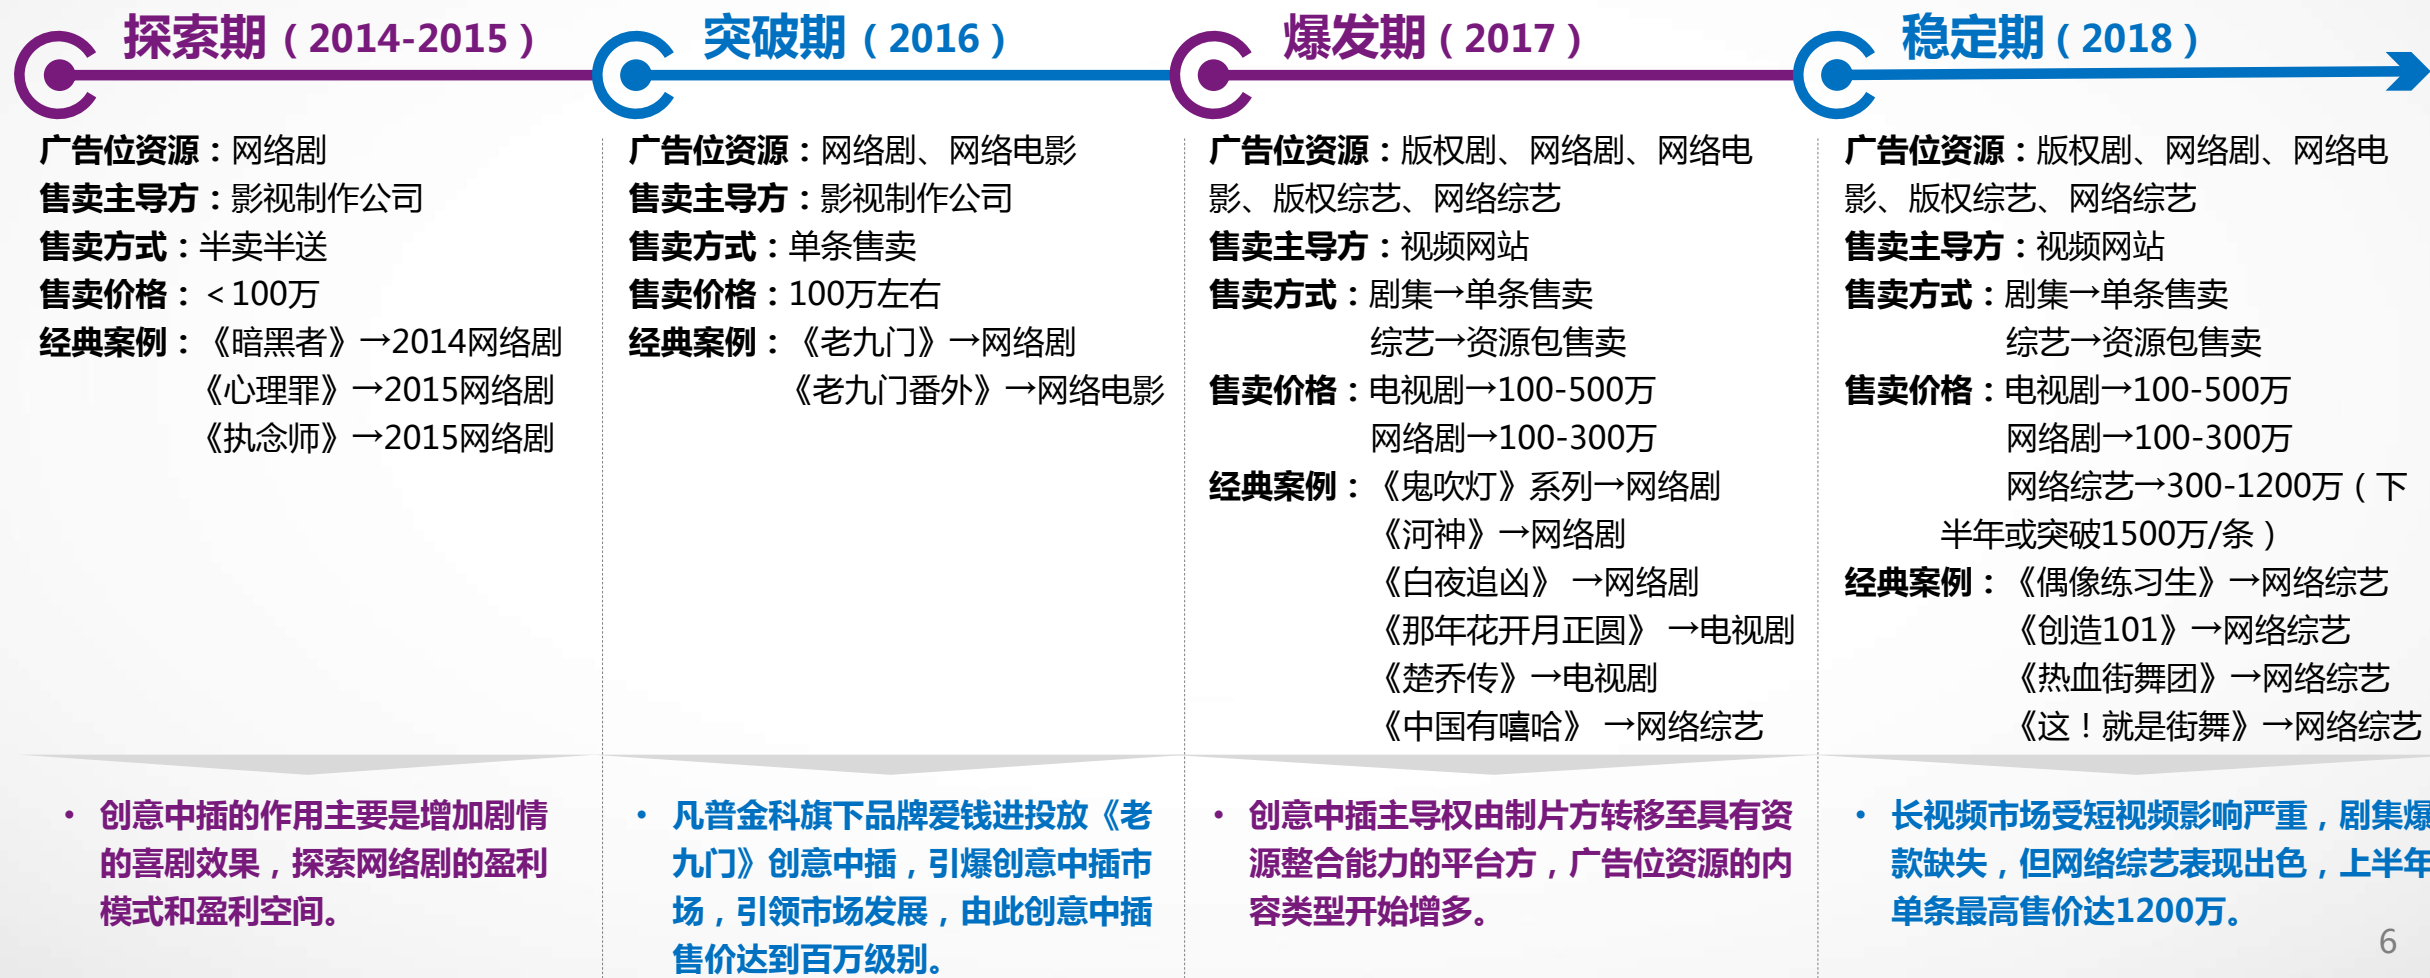 探索期（2014-2015）
广告位资源：网络剧
售卖主导方：影视制作公司
售卖方式：半卖半送
售卖价格：＜100万
经典案例：《暗黑者》→2014网络剧
《心理罪》→2015网络剧
《执念师》→2015网络剧
• 创意中插的作用主要是增加剧情
的喜剧效果，探索网络剧的盈利
模式和盈利空间。
突破期（2016）
广告位资源：网络剧、网络电影
售卖主导方：影视制作公司
售卖方式：单条售卖
售卖价格：100万左右
经典案例：《老九门》→网络剧
《老九门番外》→网络电影
• 凡普金科旗下品牌爱钱进投放《老
九门》创意中插，引爆创意中插市
场，引领市场发展，由此创意中插
售价达到百万级别。
爆发期（2017）
广告位资源：版权剧、网络剧、网络电
影、版权综艺、网络综艺
售卖主导方：视频网站
售卖方式：剧集→单条售卖
综艺→资源包售卖
售卖价格：电视剧→100-500万
网络剧→100-300万
经典案例：《鬼吹灯》系列→网络剧
《河神》→网络剧
《白夜追凶》 →网络剧
《那年花开月正圆》 →电视剧
《楚乔传》→电视剧
《中国有嘻哈》 →网络综艺
• 创意中插主导权由制片方转移至具有资
源整合能力的平台方，广告位资源的内
容类型开始增多。
稳定期（2018）
广告位资源：版权剧、网络剧、网络电
影、版权综艺、网络综艺
售卖主导方：视频网站
售卖方式：剧集→单条售卖
综艺→资源包售卖
售卖价格：电视剧→100-500万
网络剧→100-300万
网络综艺→300-1200万（下
半年或突破1500万/条）
经典案例：《偶像练习生》→网络综艺
《创造101》→网络综艺
《热血街舞团》→网络综艺
《这！就是街舞》→网络综艺
• 长视频市场受短视频影响严重，剧集爆
款缺失，但网络综艺表现出色，上半年
单条最高售价达1200万。
6